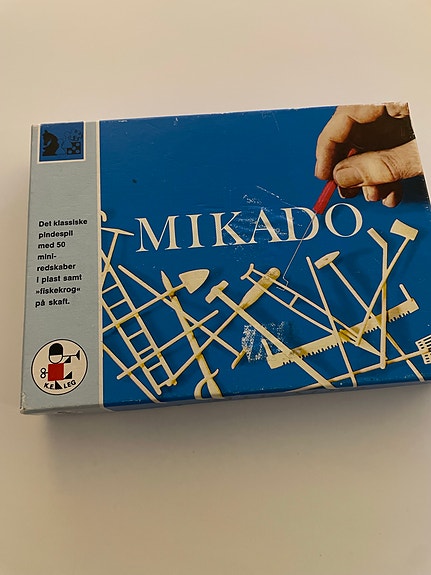 Det klassiske
pindespil
med 50
mini-
redskaber
i plast samt
»fiskekrog«
på skaft.
MIKADO
K.E. LEG